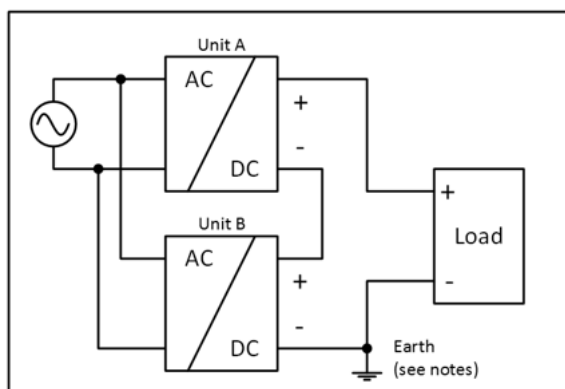 Unit A
AC
+
-
DC
+
Load
-
Unit B
AC
+
-
DC
Earth
(see notes)